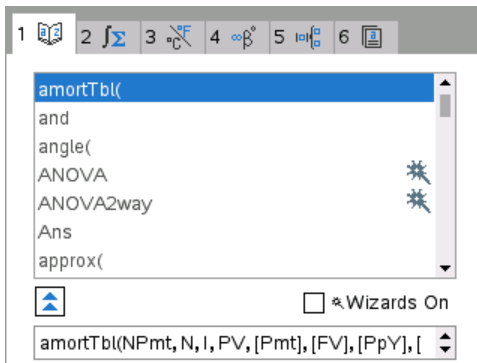 1 2 ∫Σ 3 °C°F 4 ∞β° 5 6
amortTbl(
and
angle(
ANOVA
ANOVA2way
Ans
approx(
Wizards On
amortTbl(NPmt, N, I, PV, [Pmt], [FV], [PpY], [